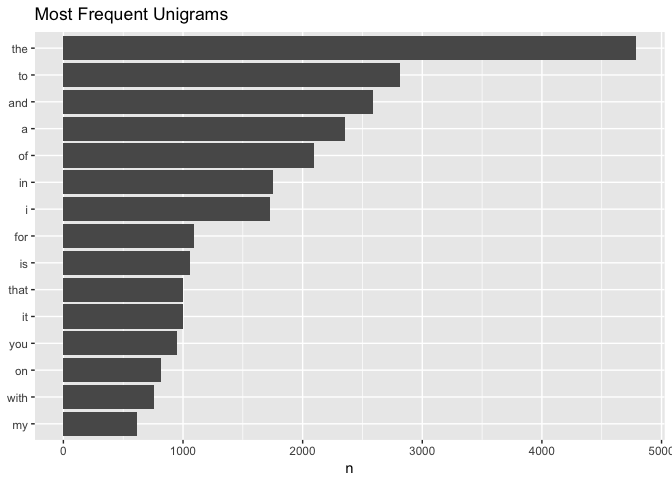 Most Frequent Unigrams
the
to
and
a
of
in
i
for
is
that
it
you
on
with
my
0 1000 2000 3000 4000 5000
n